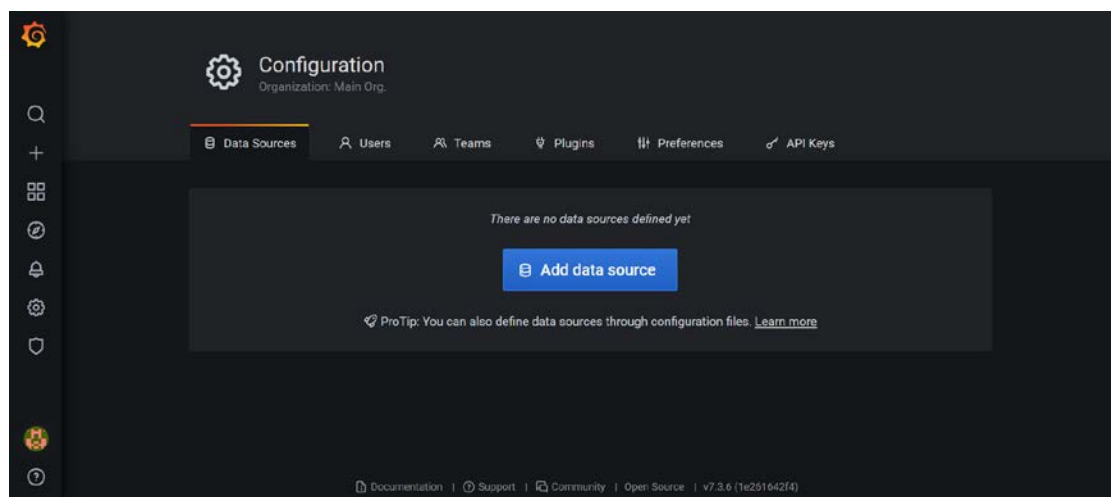 Configuration
Organization: Main Org.
Data Sources Users Teams Plugins Preferences API Keys
There are no data sources defined yet
Add data source
ProTip: You can also define data sources through configuration files. Learn more
Documentation | Support | Community | Open Source | v7.3.6 (1e261642f4)